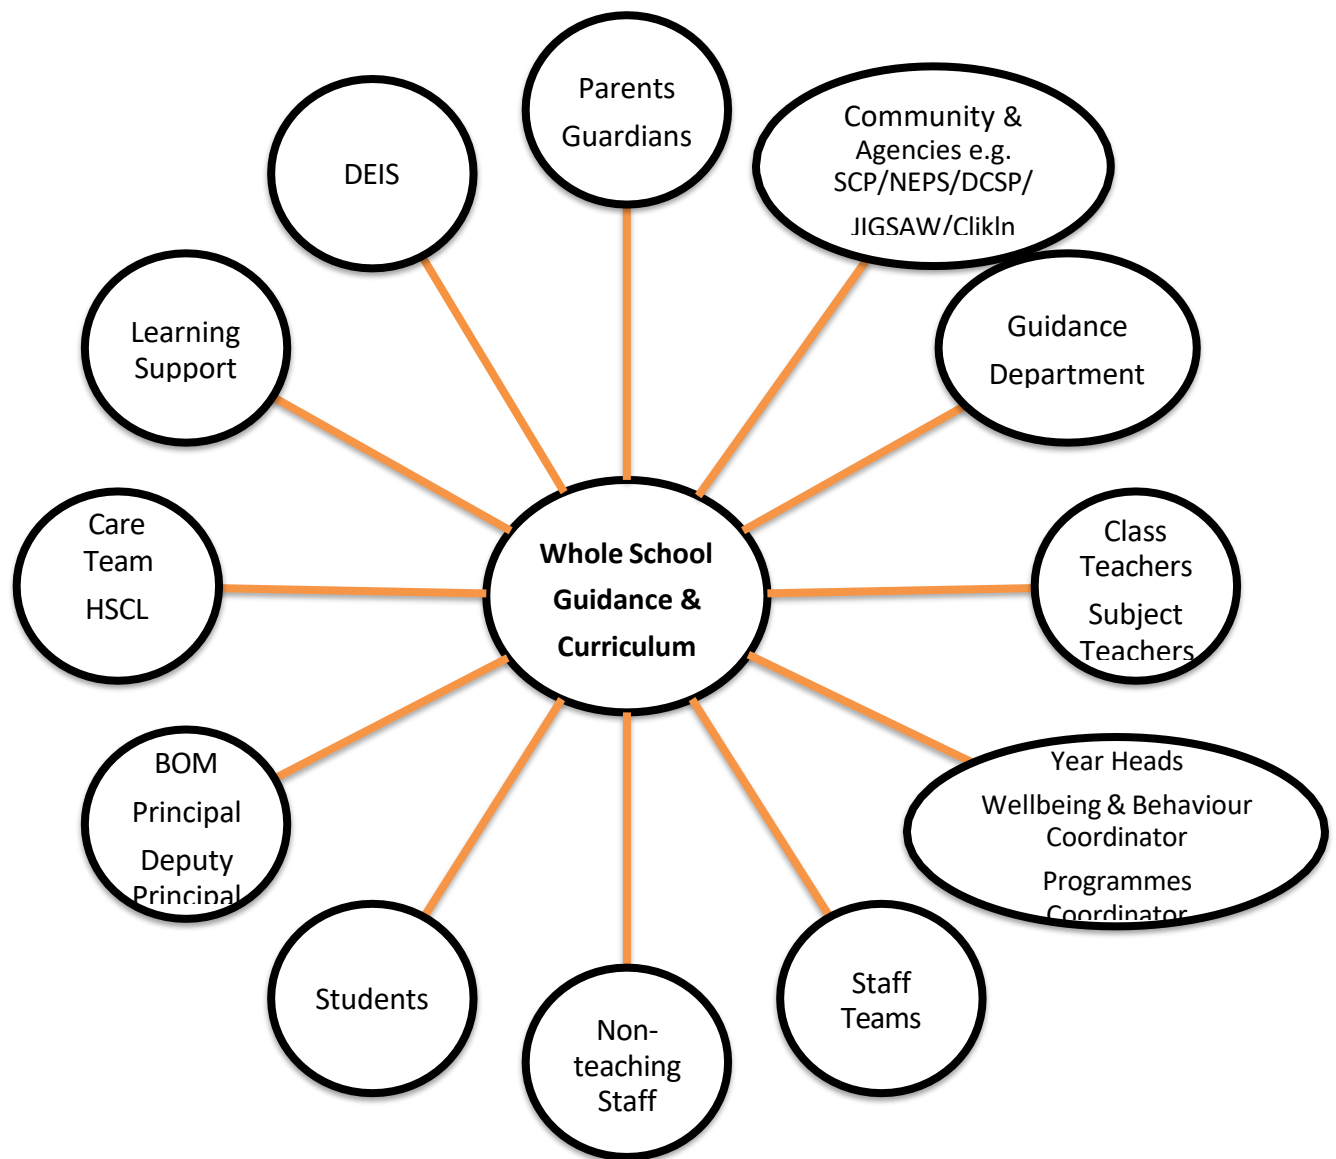 Parents
Guardians
Community &
Agencies e.g.
SCP/NEPS/DCSP/
JIGSAW/ClikIn
Guidance
Department
Class
Teachers
Subject
Teachers
Year Heads
Wellbeing & Behaviour
Coordinator
Programmes
Coordinator
Staff
Teams
Non-
teaching
Staff
Students
BOM
Principal
Deputy
Principal
Care
Team
HSCL
Learning
Support
DEIS
Whole School
Guidance &
Curriculum